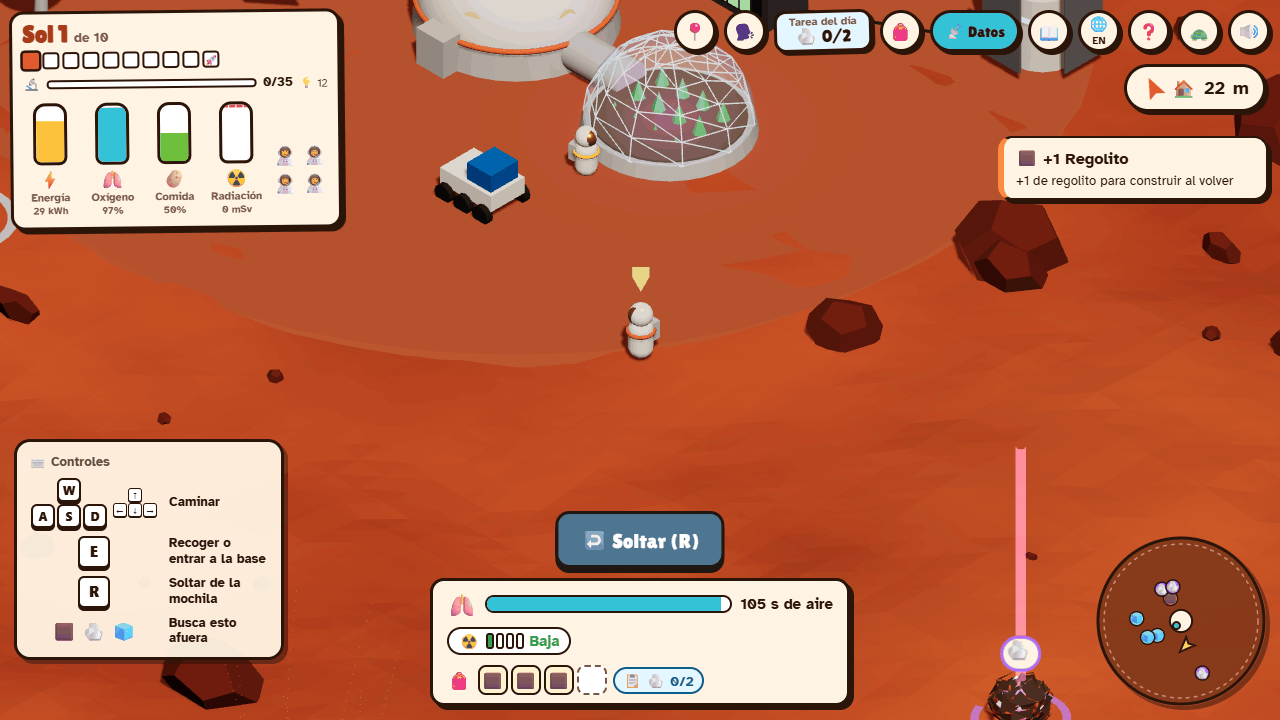 Sol 1 de 10
0/35 12
Energía
29 kWh
Oxígeno
97%
Comida
50%
Radiación
0 mSv
Tarea del día
0/2
Datos
EN
22 m
+1 Regolito
+1 de regolito para construir al volver
Controles
W
A S D
↑
← ↓ →
Caminar
E
Recoger o
entrar a la base
R
Soltar de la
mochila
Busca esto
afuera
Soltar (R)
105 s de aire
Baja
0/2